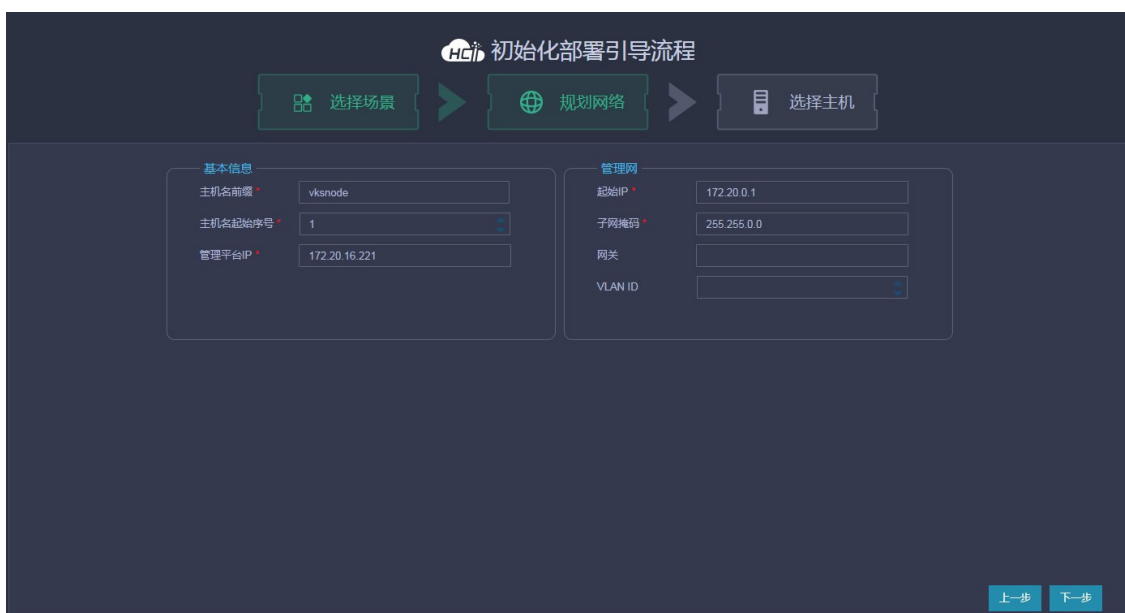 HCI 初始化部署引导流程
选择场景 规划网络 选择主机
基本信息
主机名前缀* vksnode
主机名起始序号* 1
管理平台IP* 172.20.16.221
管理网
起始IP* 172.20.0.1
子网掩码* 255.255.0.0
网关
VLAN ID
上一步 下一步